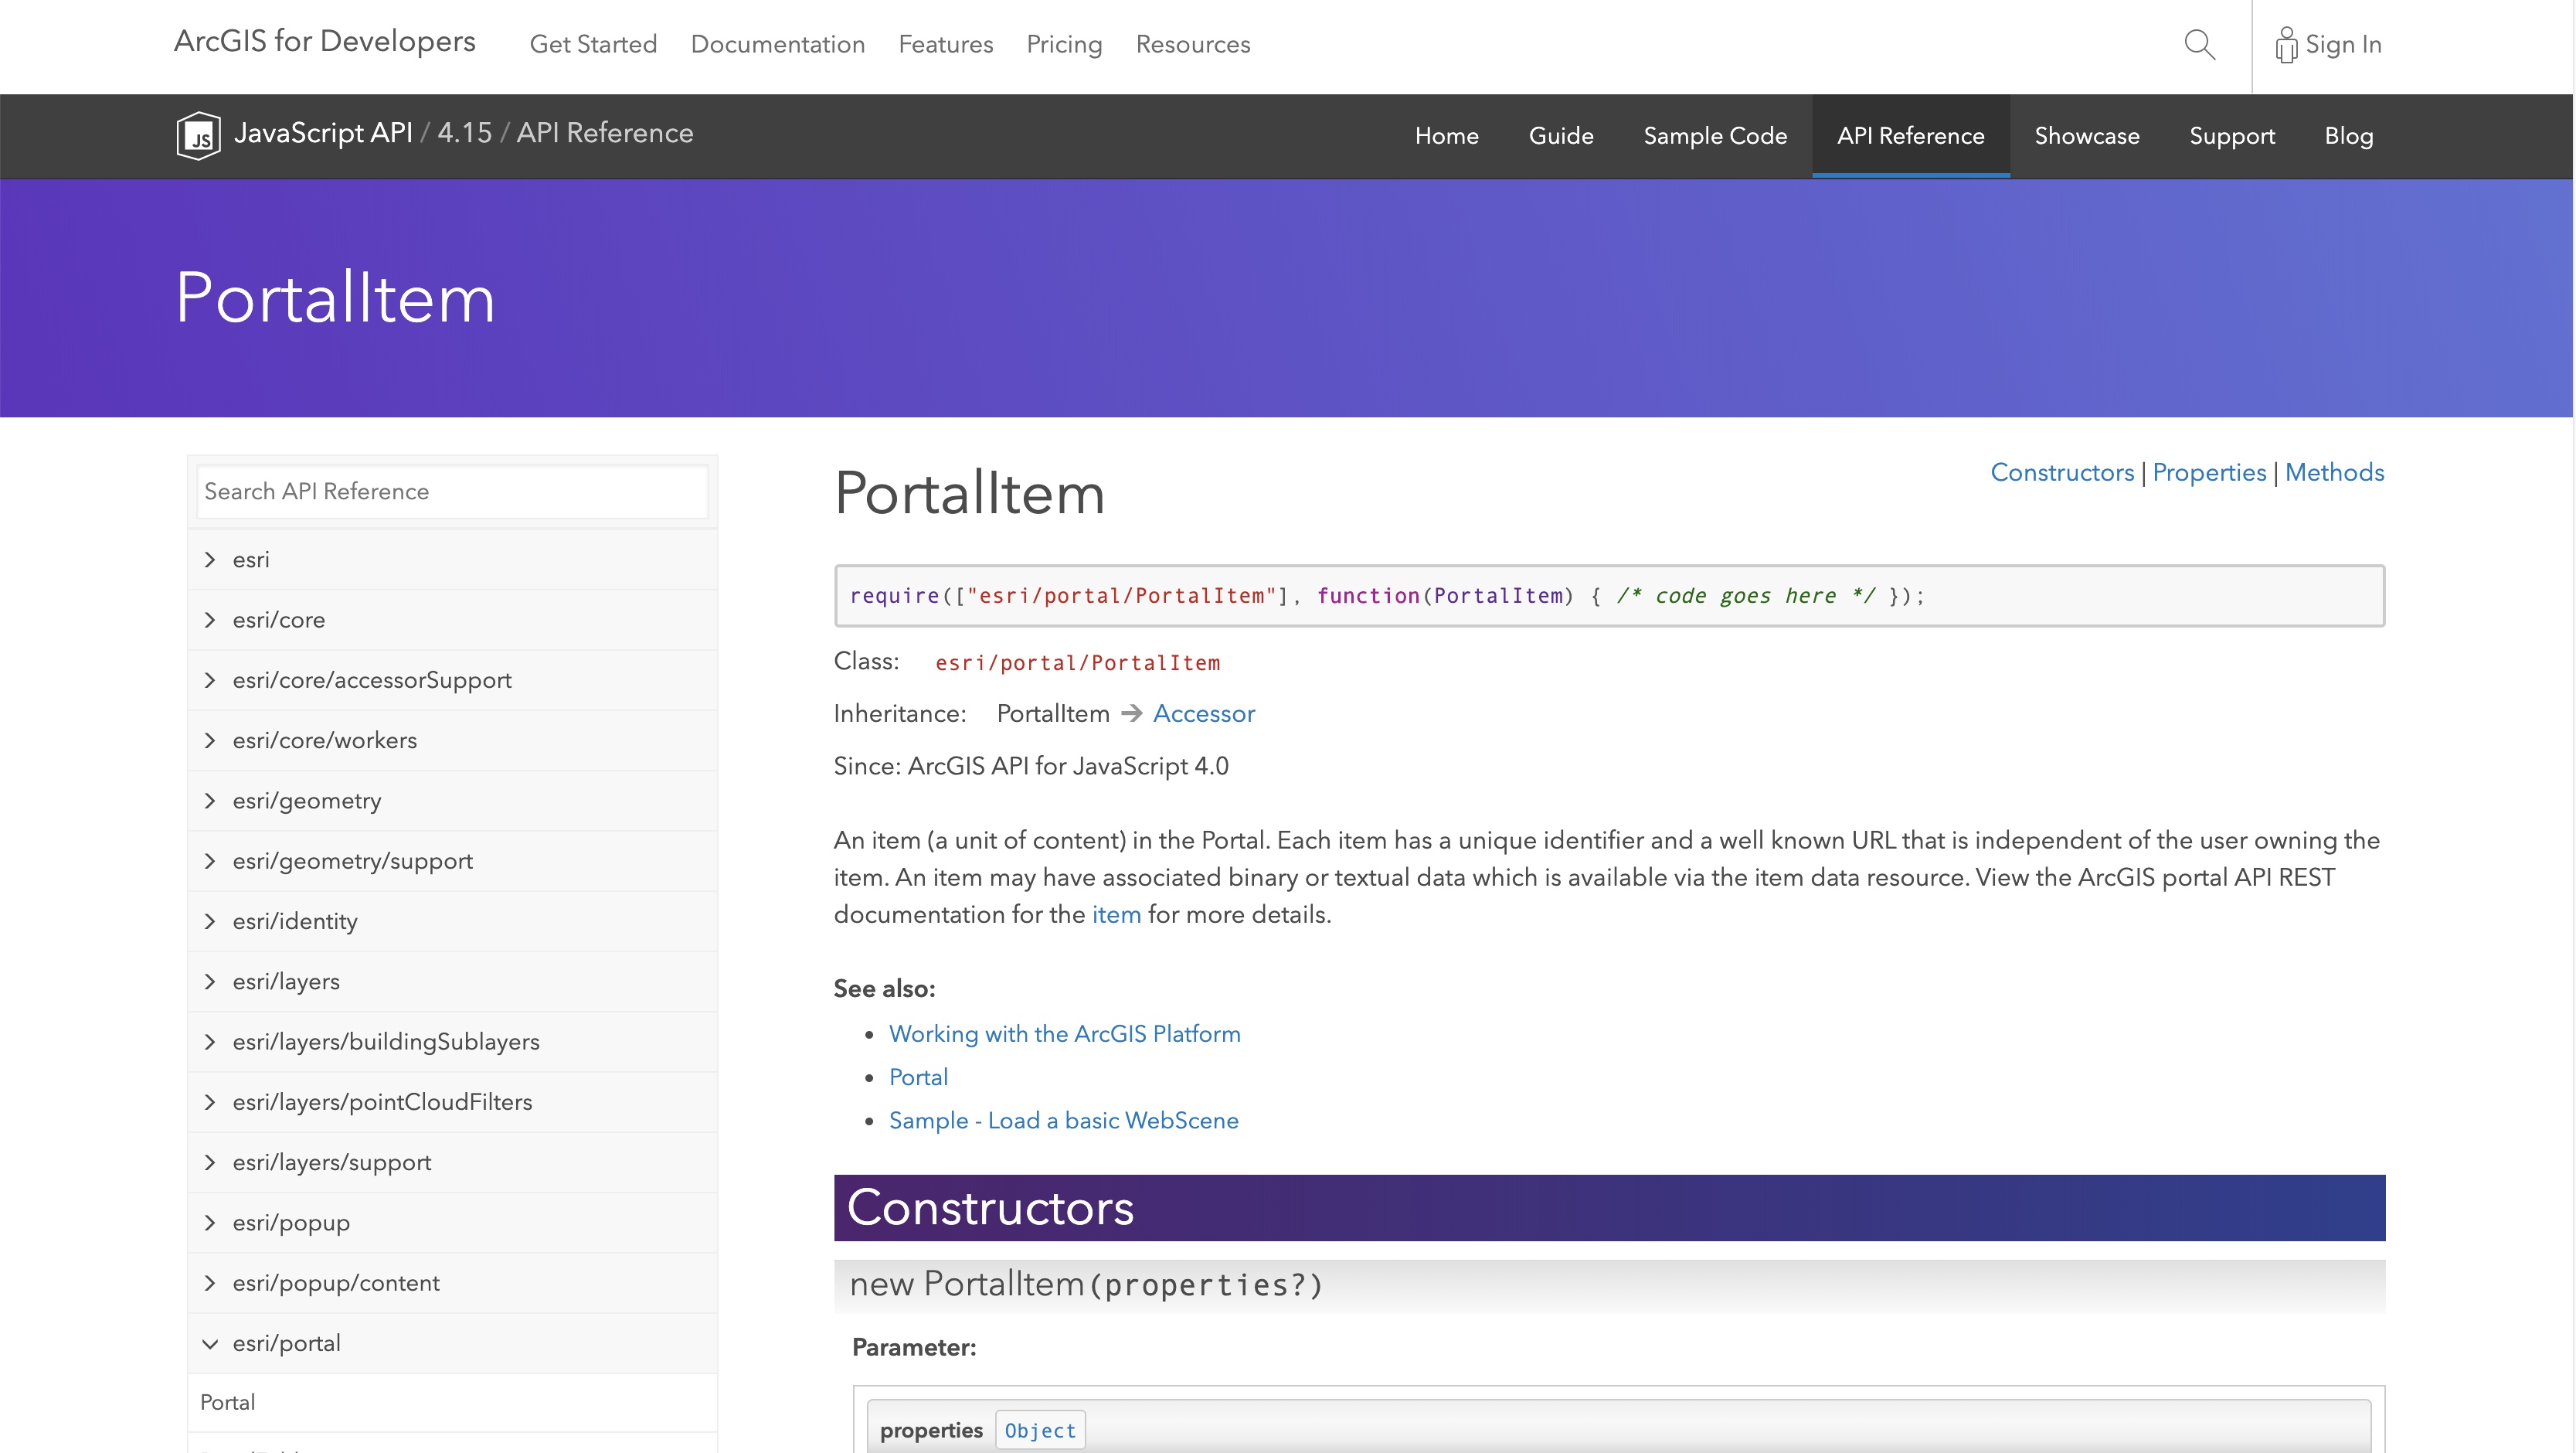 ArcGIS for Developers Get Started Documentation Features Pricing Resources Sign In
JS JavaScript API / 4.15 / API Reference Home Guide Sample Code API Reference Showcase Support Blog
PortalItem
Search API Reference
esri
esri/core
esri/core/accessorSupport
esri/core/workers
esri/geometry
esri/geometry/support
esri/identity
esri/layers
esri/layers/buildingSublayers
esri/layers/pointCloudFilters
esri/layers/support
esri/popup
esri/popup/content
esri/portal
Portal
PortalItem
Constructors | Properties | Methods
require(["esri/portal/PortalItem"], function(PortalItem) { /* code goes here */ });
Class: esri/portal/PortalItem
Inheritance: PortalItem → Accessor
Since: ArcGIS API for JavaScript 4.0
An item (a unit of content) in the Portal. Each item has a unique identifier and a well known URL that is independent of the user owning the
item. An item may have associated binary or textual data which is available via the item data resource. View the ArcGIS portal API REST
documentation for the item for more details.
See also:
• Working with the ArcGIS Platform
• Portal
• Sample - Load a basic WebScene
Constructors
new PortalItem(properties?)
Parameter:
properties Object